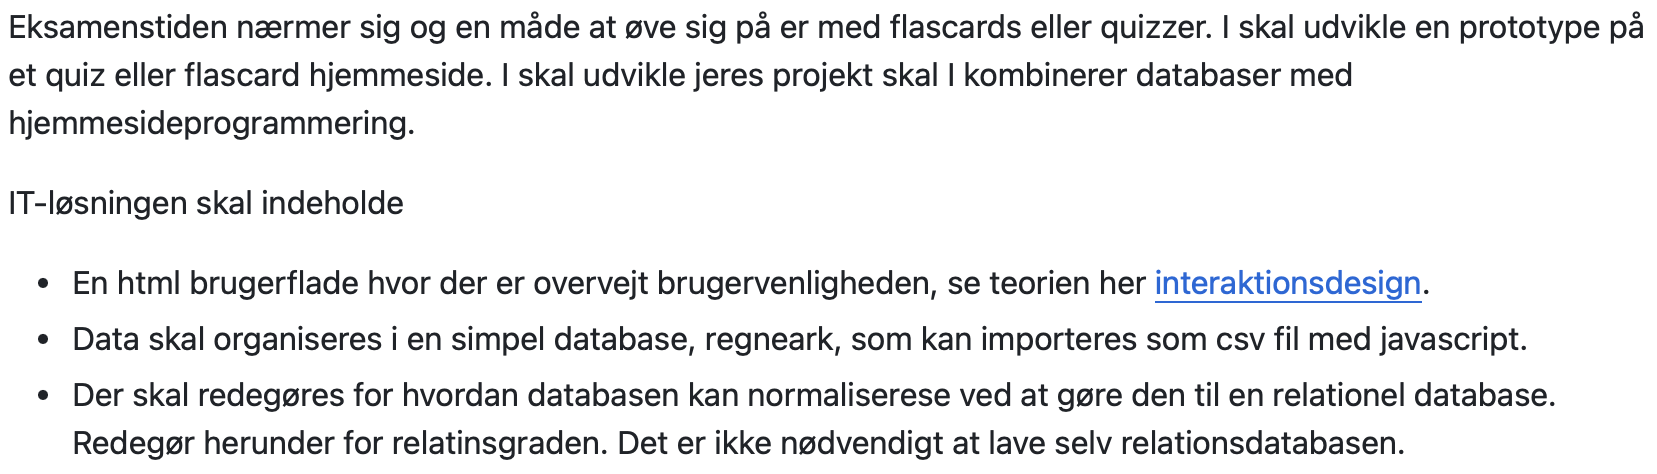 Eksamenstiden nærmer sig og en måde at øve sig på er med flascards eller quizzer. I skal udvikle en prototype på
et quiz eller flascard hjemmeside. I skal udvikle jeres projekt skal I kombinerer databaser med
hjemmesideprogrammering.
IT-løsningen skal indeholde
• En html brugerflade hvor der er overvejt brugervenligheden, se teorien her interaktionsdesign.
• Data skal organiseres i en simpel database, regneark, som kan importeres som csv fil med javascript.
• Der skal redegøres for hvordan databasen kan normaliserese ved at gøre den til en relationel database.
Redegør herunder for relatinsgraden. Det er ikke nødvendigt at lave selv relationsdatabasen.